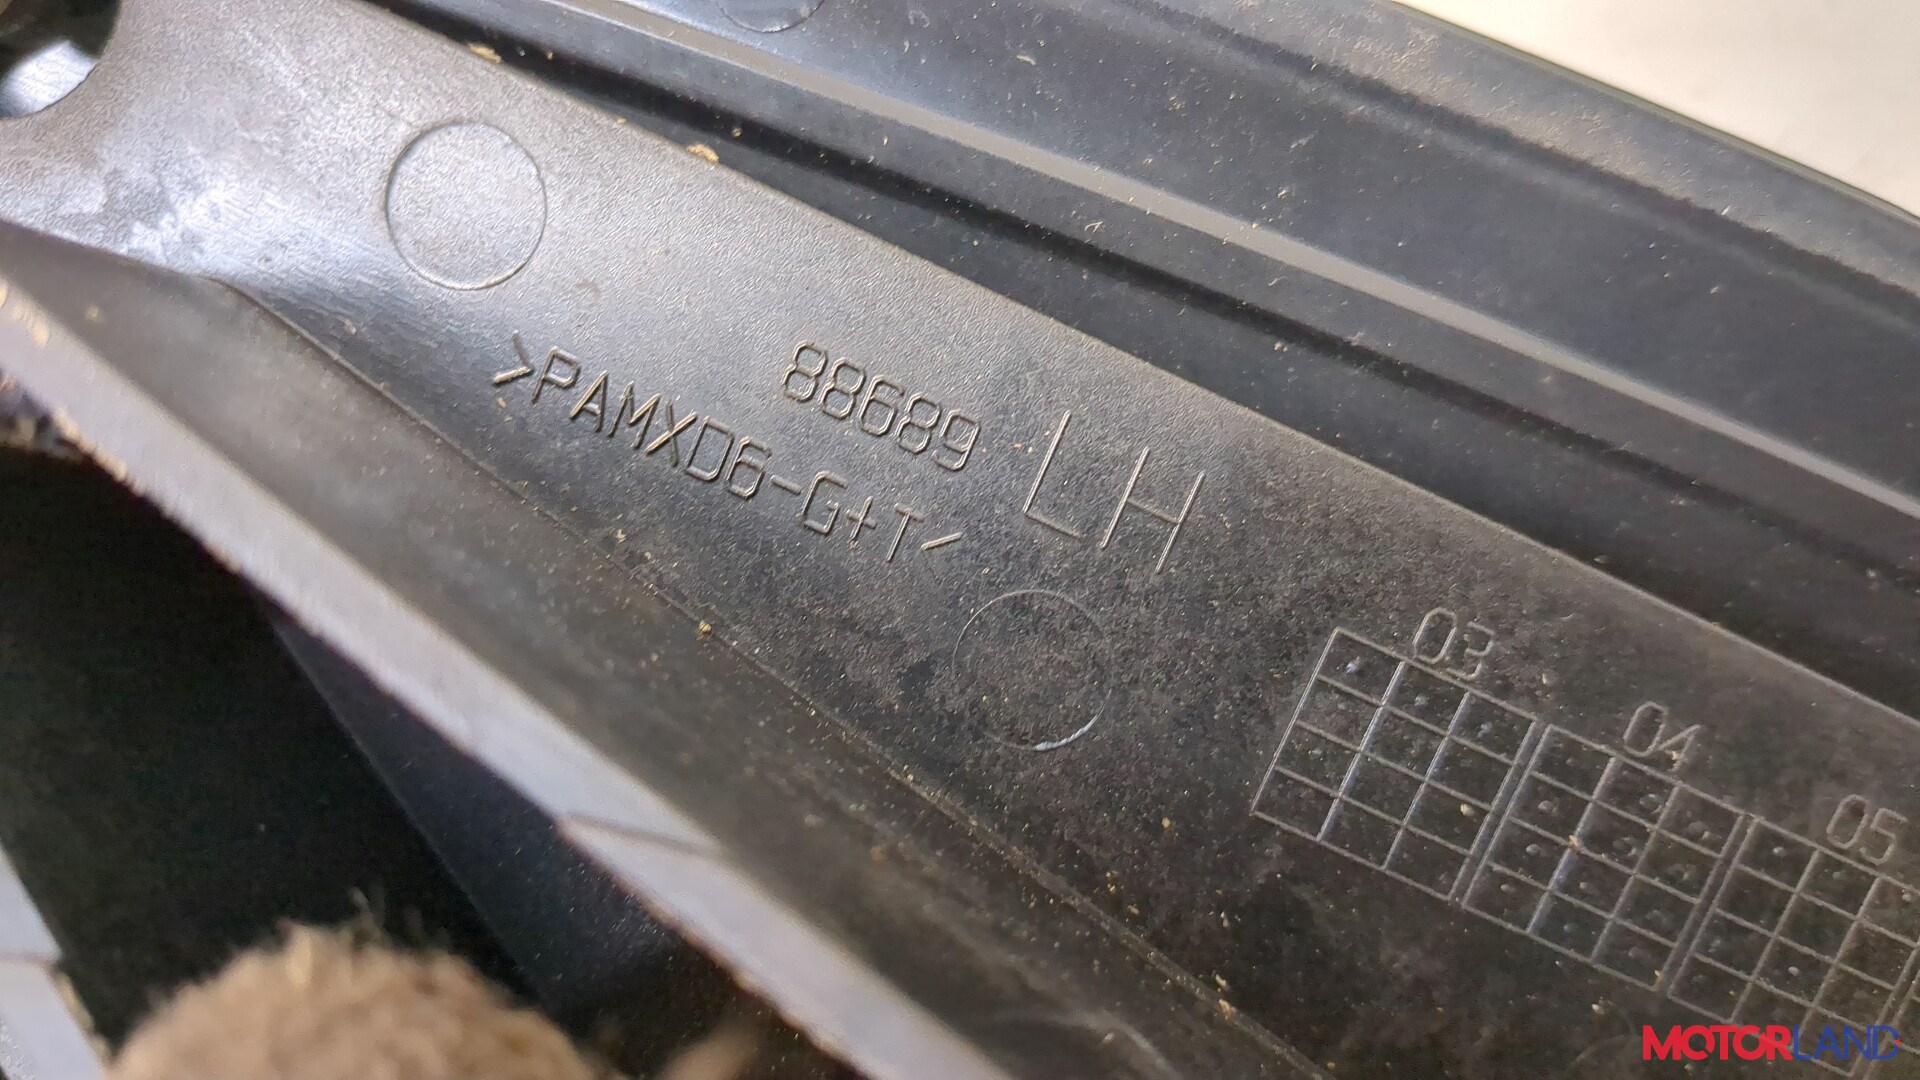 88689 LH
>PAMXD6-G+T<
03
04
05
MOTORLAND